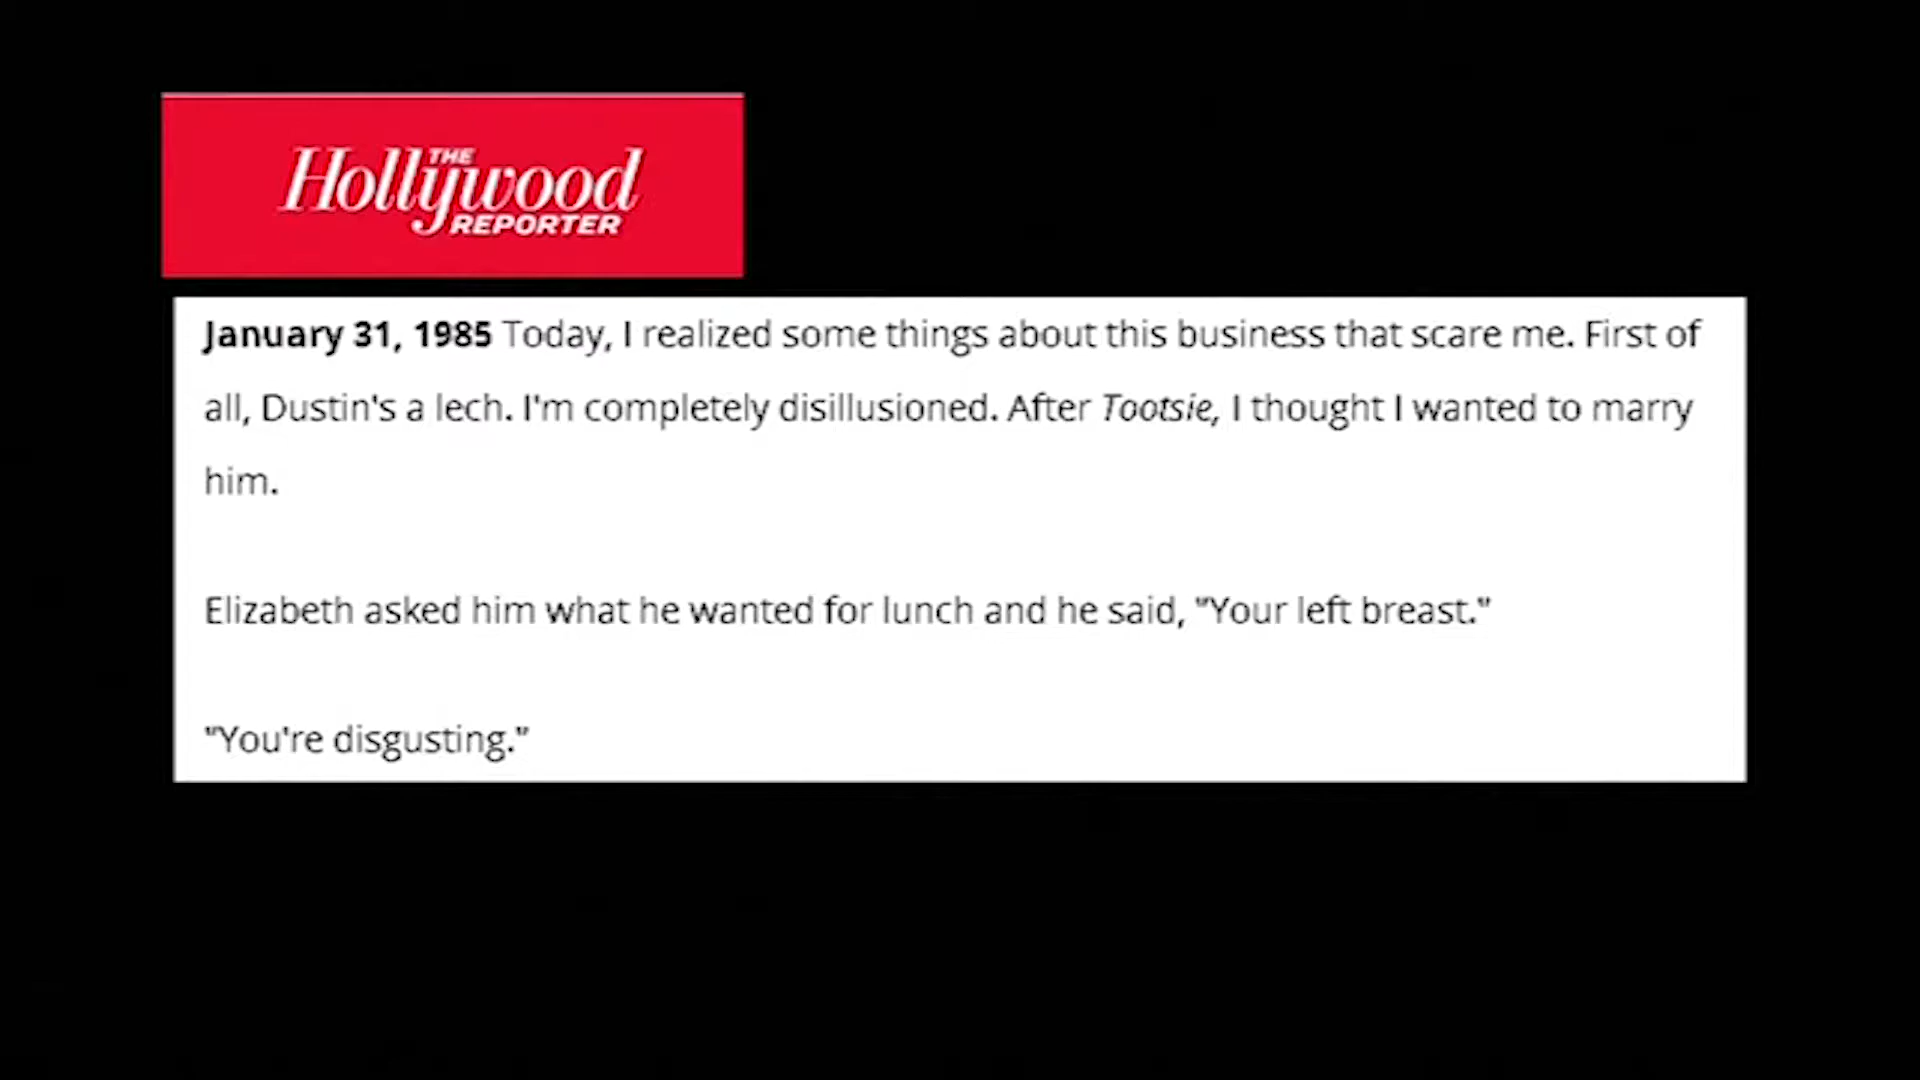 THE
Hollywood
REPORTER
January 31, 1985 Today, I realized some things about this business that scare me. First of
all, Dustin's a lech. I'm completely disillusioned. After Tootsie, I thought I wanted to marry
him.
Elizabeth asked him what he wanted for lunch and he said, "Your left breast."
"You're disgusting."